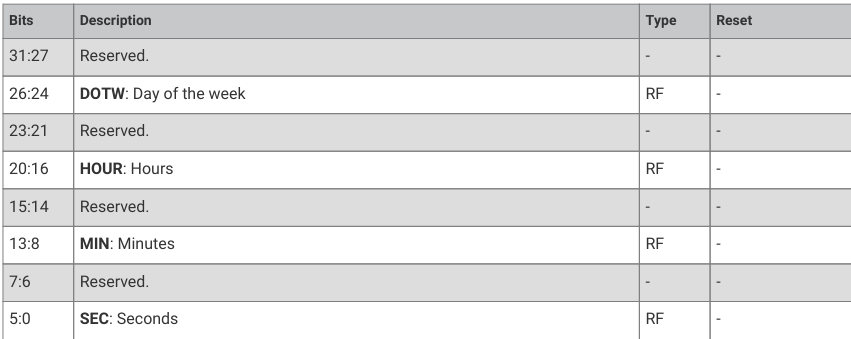 Bits Description Type Reset
31:27 Reserved. - -
26:24 DOTW: Day of the week RF -
23:21 Reserved. - -
20:16 HOUR: Hours RF -
15:14 Reserved. - -
13:8 MIN: Minutes RF -
7:6 Reserved. - -
5:0 SEC: Seconds RF -